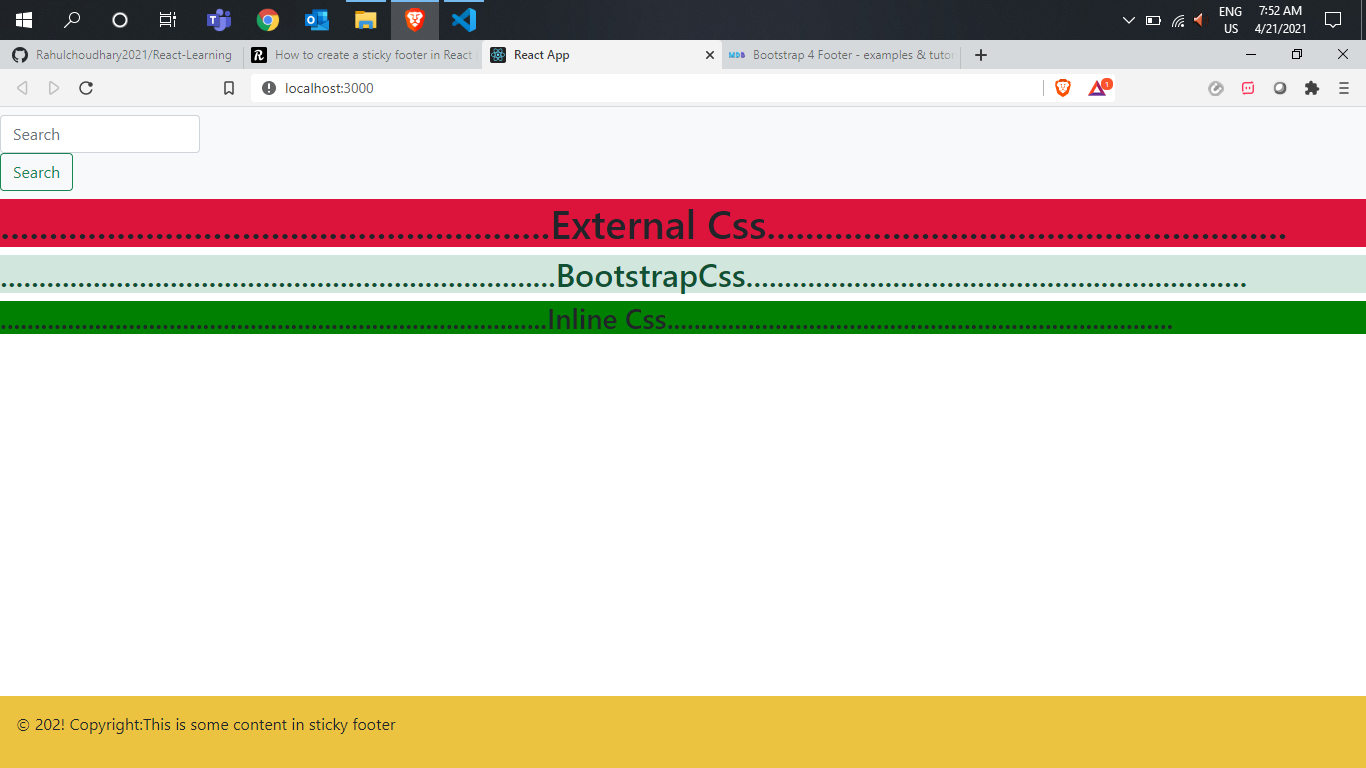 ENG
US
7:52 AM
4/21/2021
Rahulchoudhary2021/React-Learning
How to create a sticky footer in React
React App
MDB
Bootstrap 4 Footer - examples & tutor
localhost:3000
1
Search
Search
.........................................................External Css......................................................
........................................................................BootstrapCss.................................................................
.................................................................................Inline Css...........................................................................
© 202! Copyright:This is some content in sticky footer